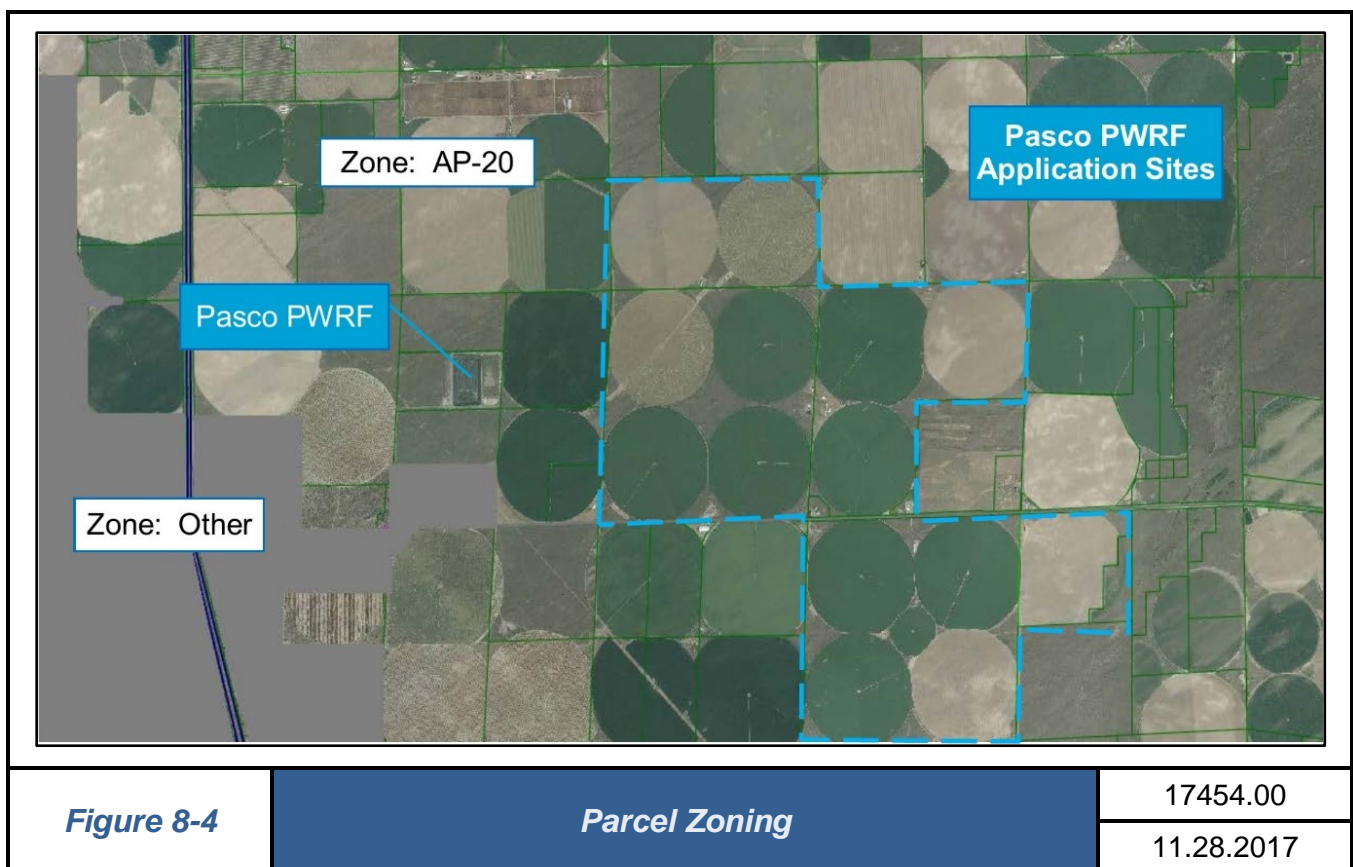 Zone: AP-20
Pasco PWRF
Application Sites
Pasco PWRF
Zone: Other
Figure 8-4
Parcel Zoning
17454.00
11.28.2017